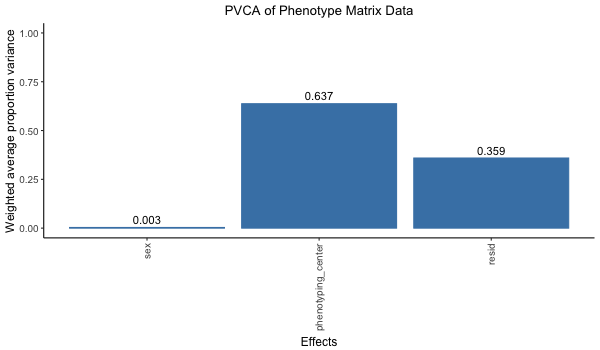 PVCA of Phenotype Matrix Data
Weighted average proportion variance
1.00
0.75
0.50
0.25
0.00
0.003
0.637
0.359
sex
phenotyping_center
resid
Effects